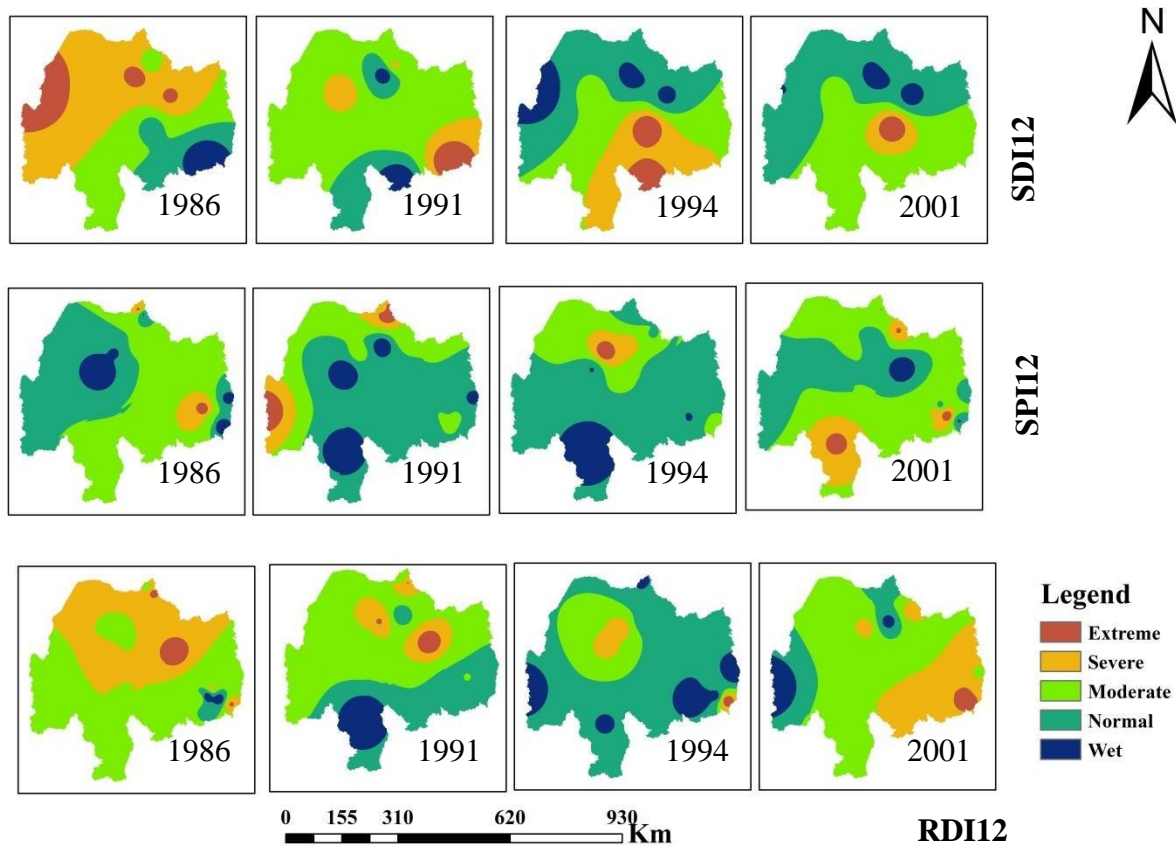 N
1986
1991
1994
2001
SDI12
1986
1991
1994
2001
SPI12
1986
1991
1994
2001
Legend
Extreme
Severe
Moderate
Normal
Wet
0 155 310 620 930
Km
RDI12